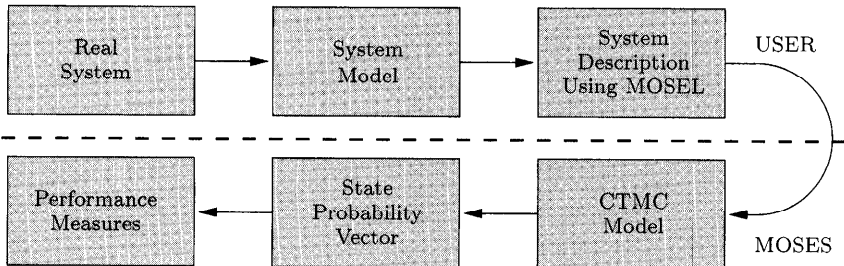 Real
System
System
Model
System
Description
Using MOSEL
USER
Performance
Measures
State
Probability
Vector
CTMC
Model
MOSES